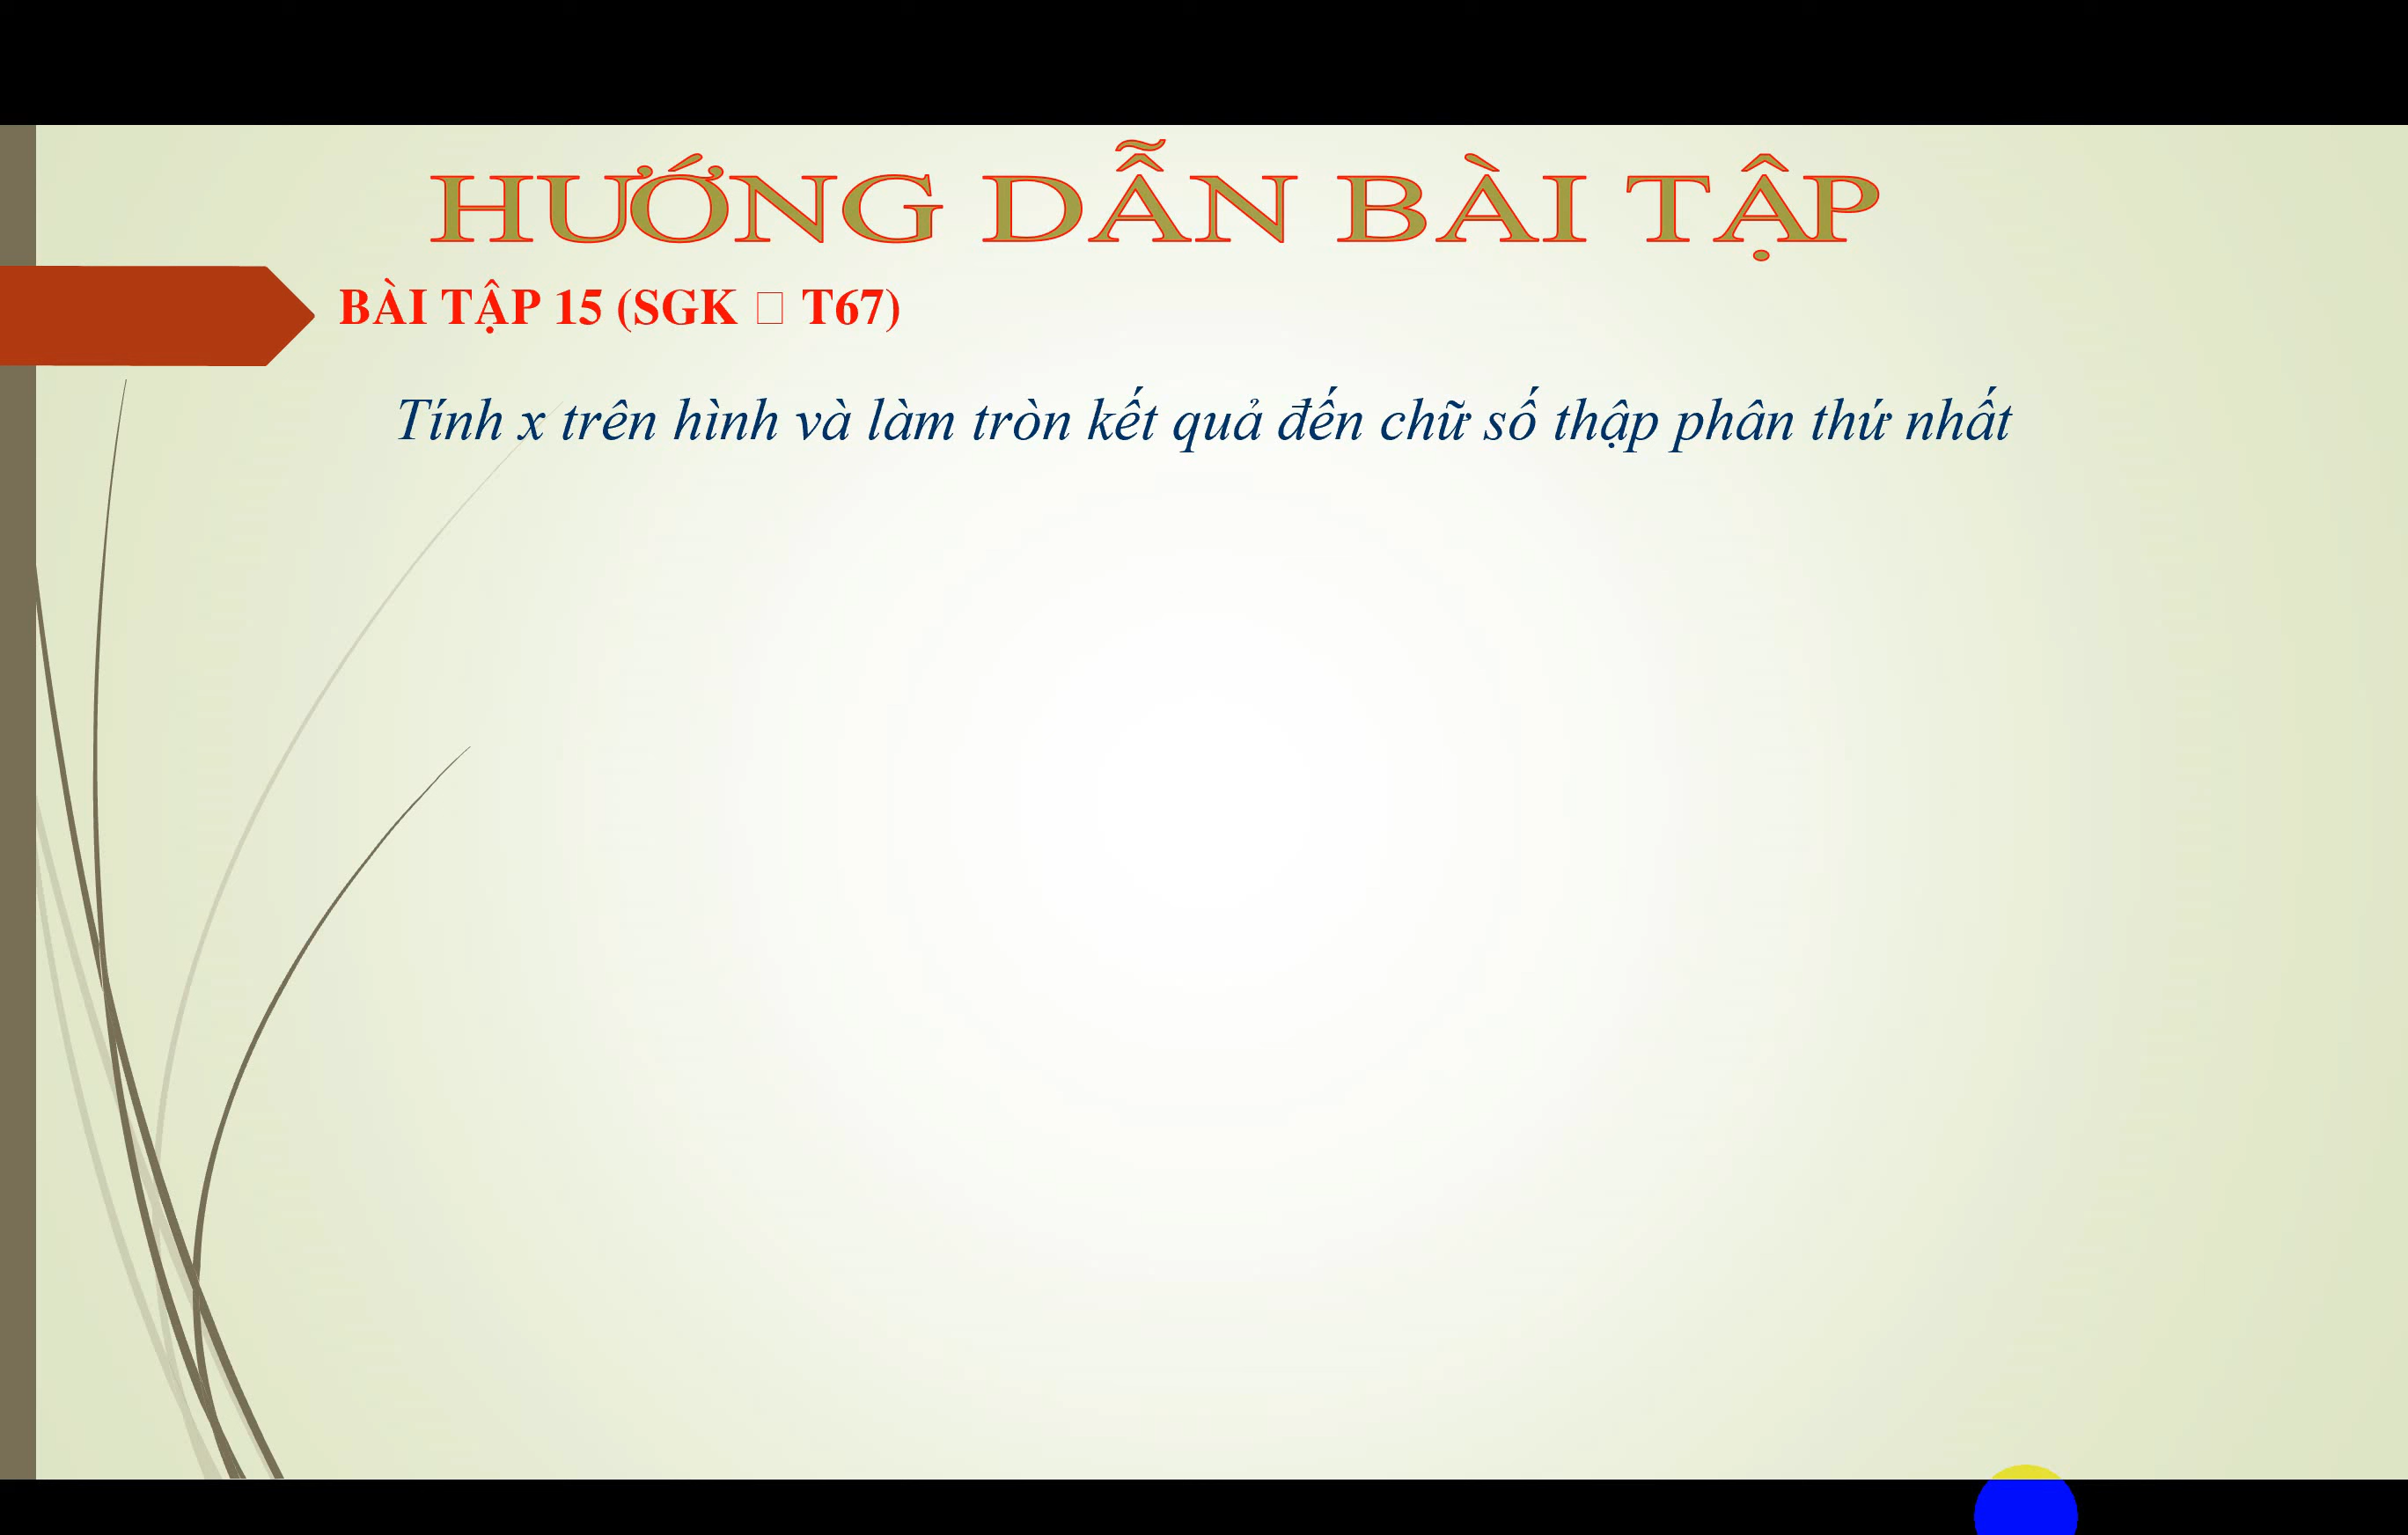 HƯỚNG DẪN BÀI TẬP
BÀI TẬP 15 (SGK □ T67)
Tính x trên hình và làm tròn kết quả đến chữ số thập phân thứ nhất